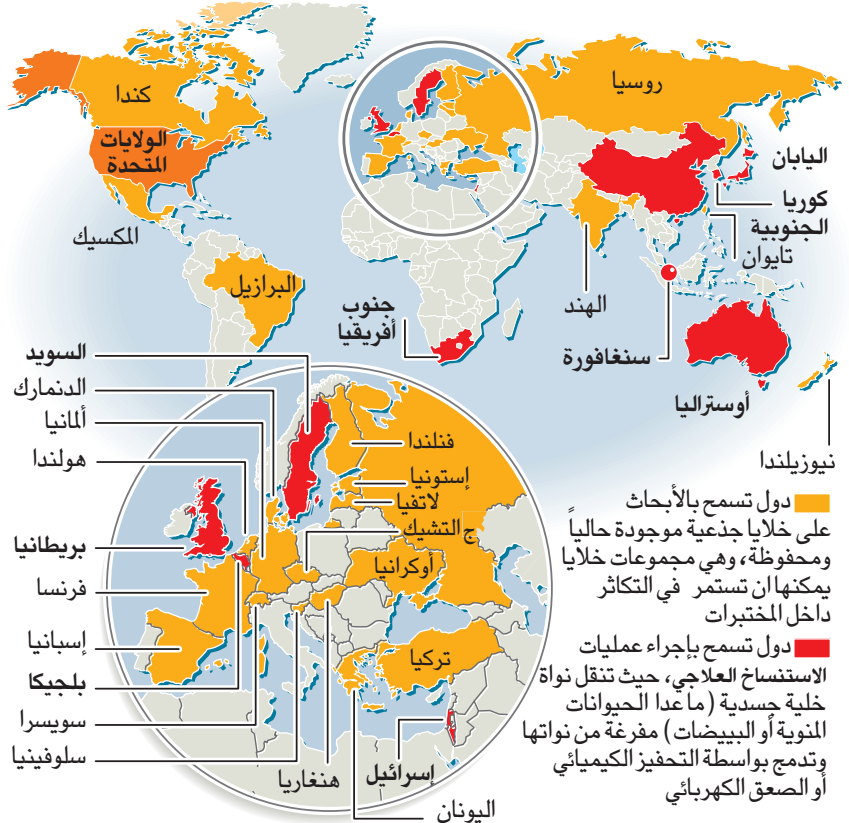 كندا
روسيا
الولايات
المتحدة
اليابان
كوريا
الجنوبية
تايوان
المكسيك
البرازيل
الهند
جنوب
أفريقيا
سنغافورة
أوستراليا
نيوزيلندا
السويد
الدنمارك
ألمانيا
هولندا
بريطانيا
فرنسا
إسبانيا
بلجيكا
سويسرا
سلوفينيا
فنلندا
إستونيا
لاتفيا
ج التشيك
أوكرانيا
تركيا
هنغاريا
إسرائيل
اليونان
دول تسمح بالأبحاث
على خلايا جذعية موجودة حالياً
ومحفوظة، وهي مجموعات خلايا
يمكنها ان تستمر في التكاثر
داخل المختبرات
دول تسمح بإجراء عمليات
الاستنساخ العلاجي، حيث تنقل نواة
خلية جسدية (ما عدا الحيوانات
المنوية أو البييضات) مفرغة من نواتها
وتدمج بواسطة التحفيز الكيميائي
أو الصعق الكهربائي